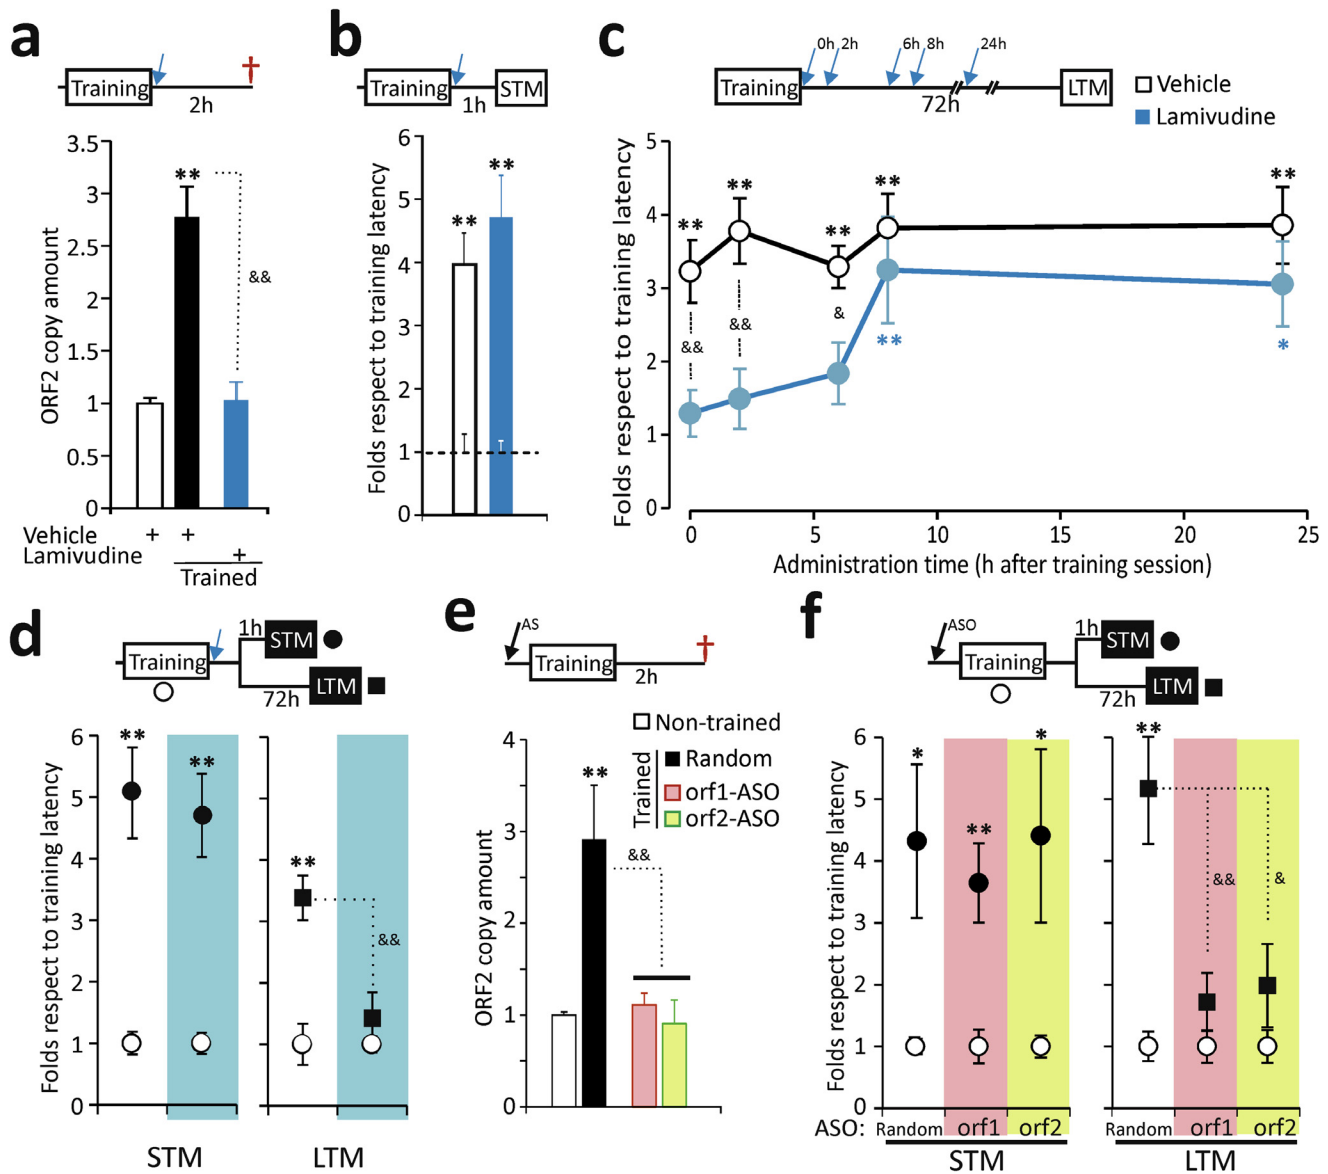 a
Training
2h
3.5
3
2.5
2
1.5
1
0.5
0
ORF2 copy amount
**
&&
Vehicle + +
Lamivudine +
Trained
b
Training
1h
STM
6
5
4
3
2
1
0
Folds respect to training latency
**
**
c
0h 2h 6h 8h 24h
Training
72h
LTM
Vehicle
Lamivudine
5
4
3
2
1
0
Folds respect to training latency
** ** ** ** **
&& && &
** *
0 5 10 15 20 25
Administration time (h after training session)
d
Training
1h
STM
72h
LTM
6
5
4
3
2
1
0
Folds respect to training latency
** **
**
&&
STM LTM
e
AS
Training
2h
Non-trained
Trained
Random
orf1-ASO
orf2-ASO
4
3
2
1
0
ORF2 copy amount
**
&&
f
ASO
Training
1h
STM
72h
LTM
6
5
4
3
2
1
0
Folds respect to training latency
* ** *
**
&& &
ASO: Random orf1 orf2 Random orf1 orf2
STM LTM